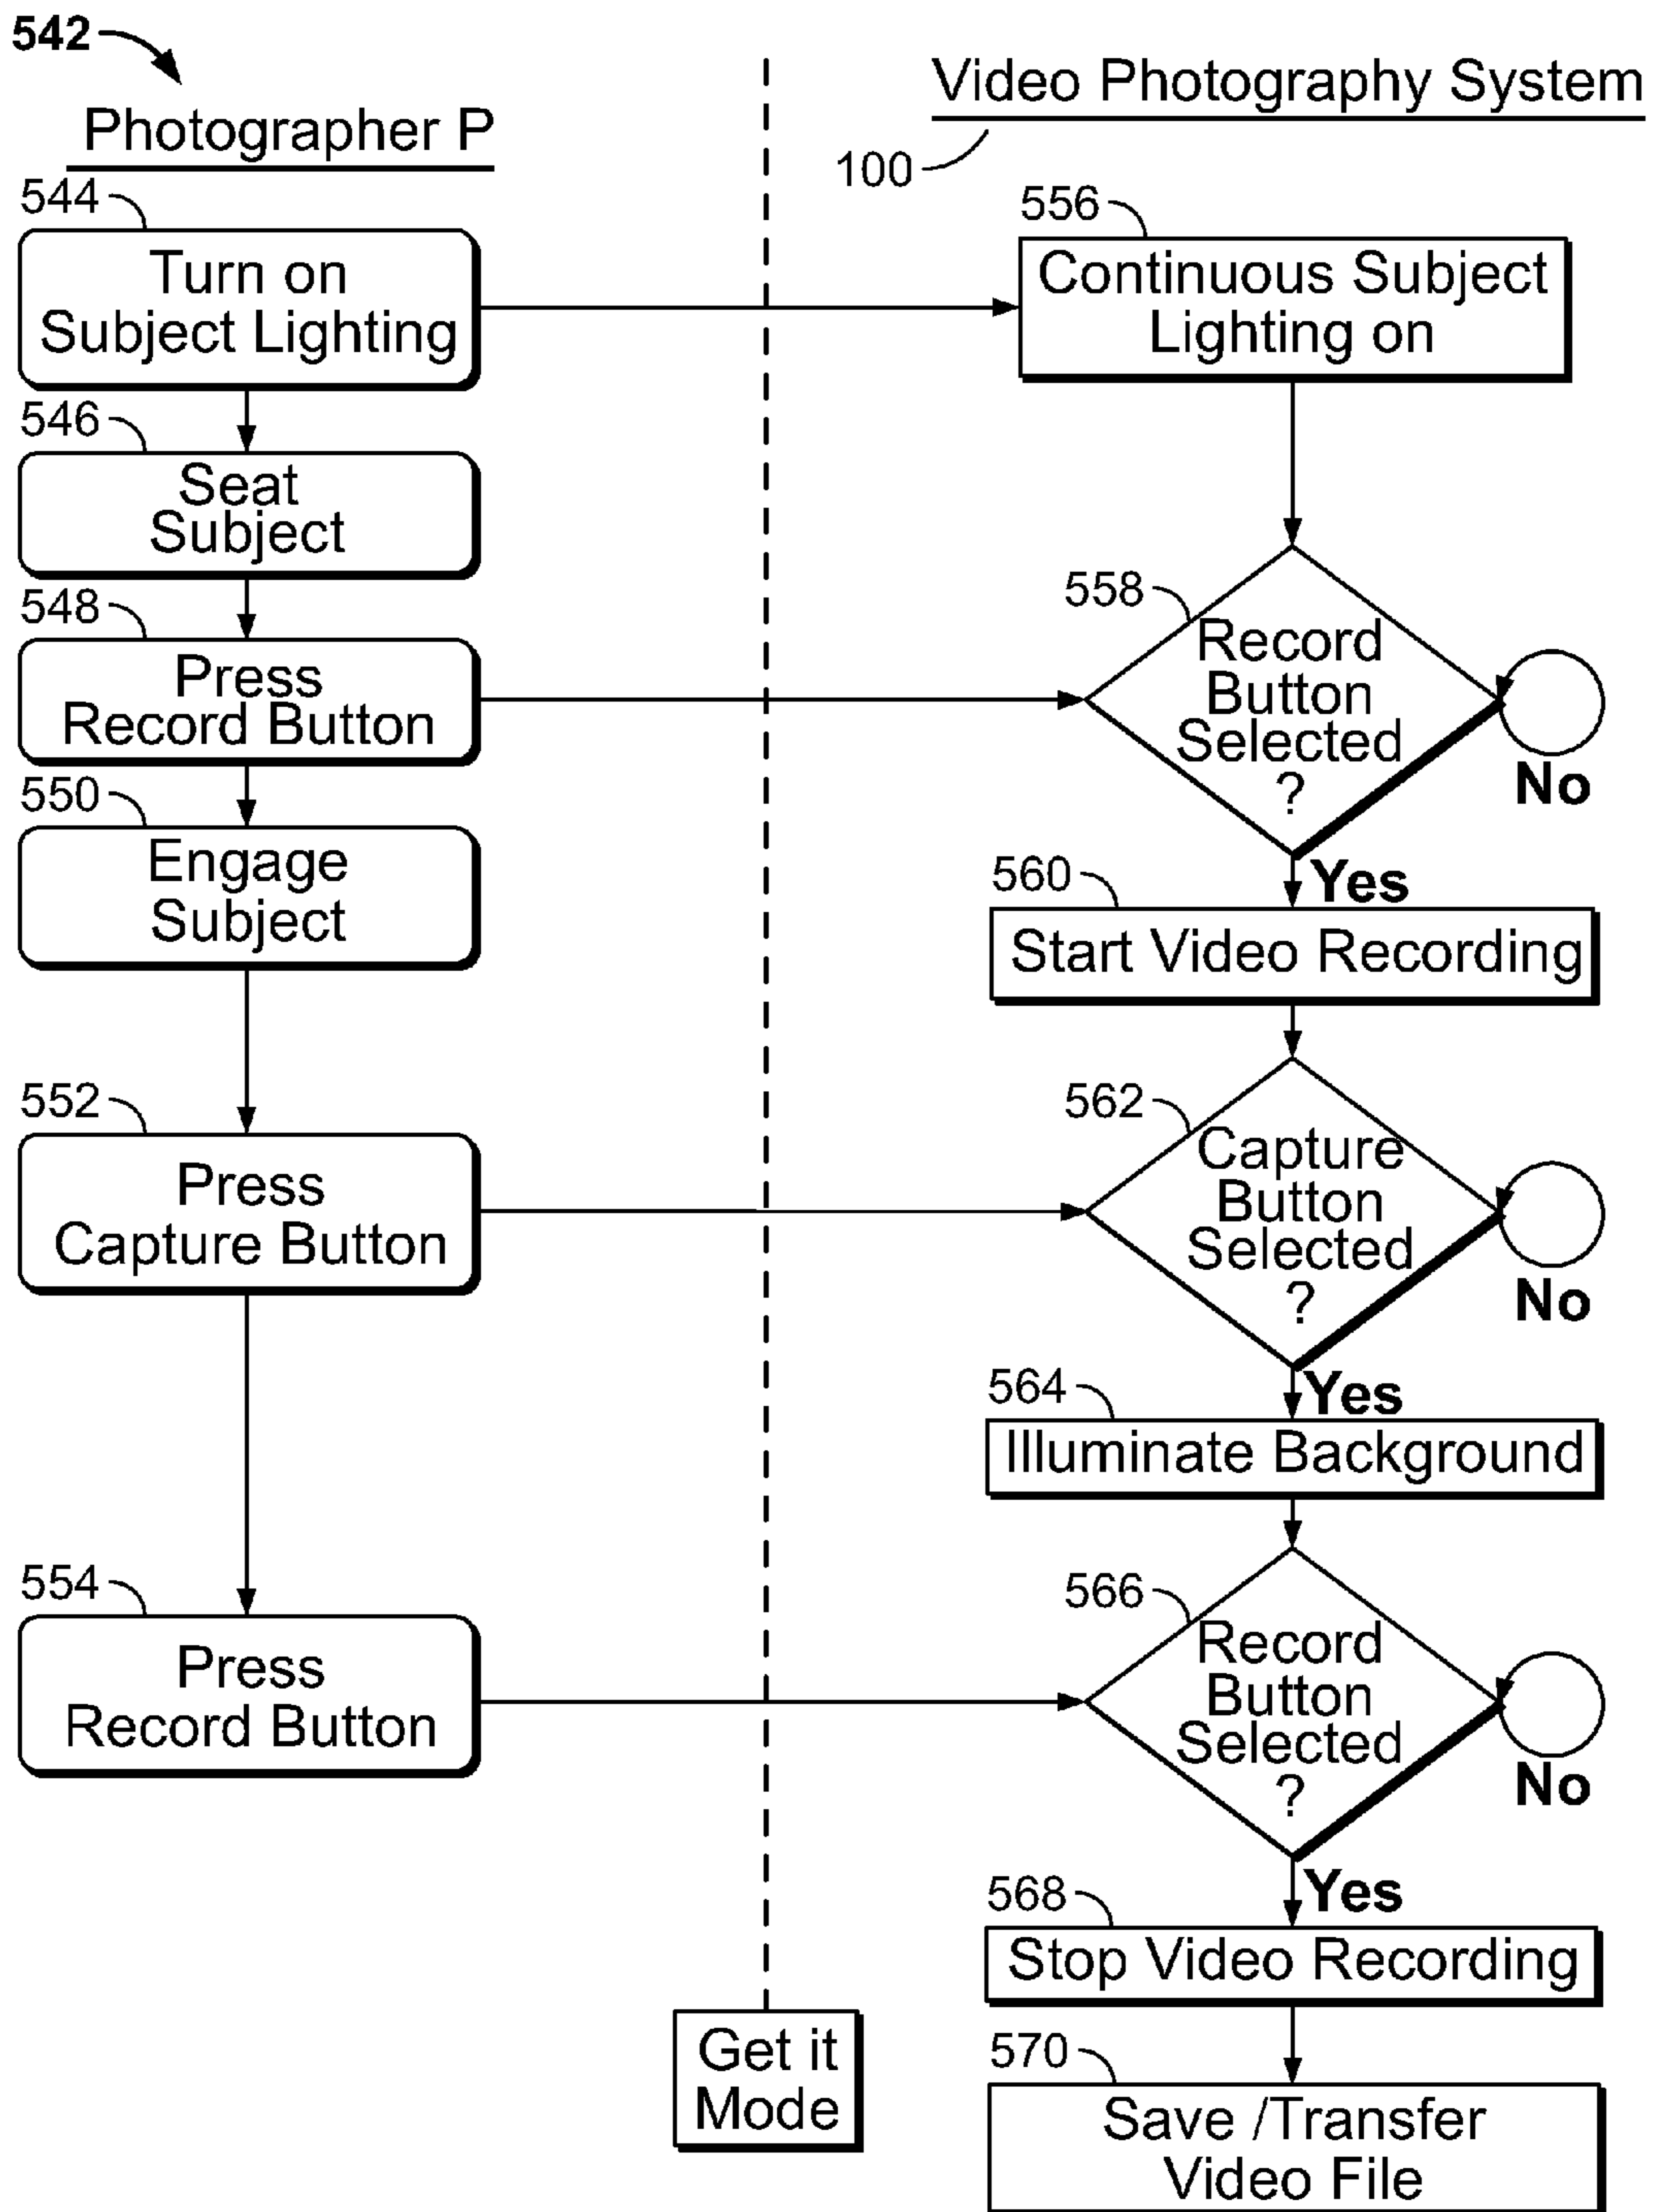 542
Photographer P
544
Turn on
Subject Lighting
546
Seat
Subject
548
Press
Record Button
550
Engage
Subject
552
Press
Capture Button
554
Press
Record Button
Get it
Mode
Video Photography System
100
556
Continuous Subject
Lighting on
558
Record
Button
Selected
?
No
Yes
560
Start Video Recording
562
Capture
Button
Selected
?
No
Yes
564
Illuminate Background
566
Record
Button
Selected
?
No
Yes
568
Stop Video Recording
570
Save /Transfer
Video File